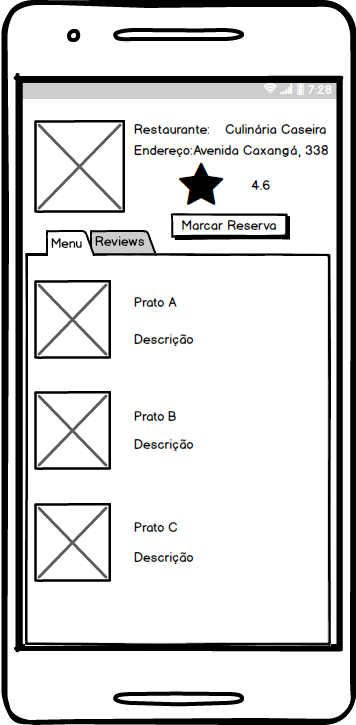 7:28
Restaurante: Culinária Caseira
Endereço:Avenida Caxangá, 338
4.6
Marcar Reserva
Menu Reviews
Prato A
Descrição
Prato B
Descrição
Prato C
Descrição